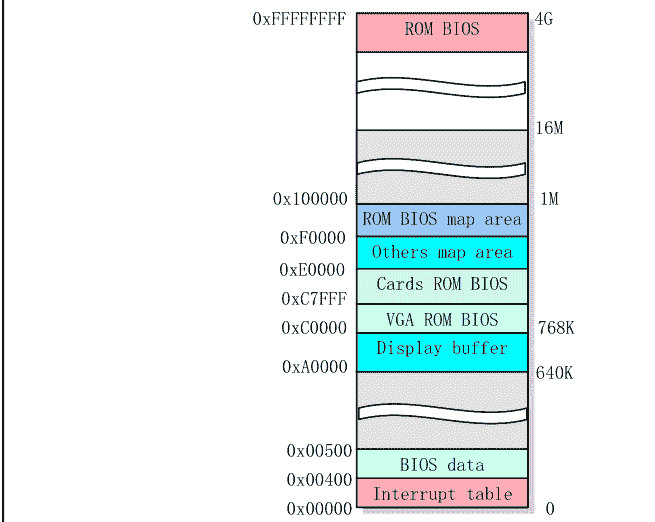 0xFFFFFFFF ROM BIOS 4G
16M
0x100000 1M
ROM BIOS map area
0xF0000
Others map area
0xE0000
Cards ROM BIOS
0xC7FFF
VGA ROM BIOS
0xC0000 768K
Display buffer
0xA0000 640K
0x00500
BIOS data
0x00400
Interrupt table
0x00000 0